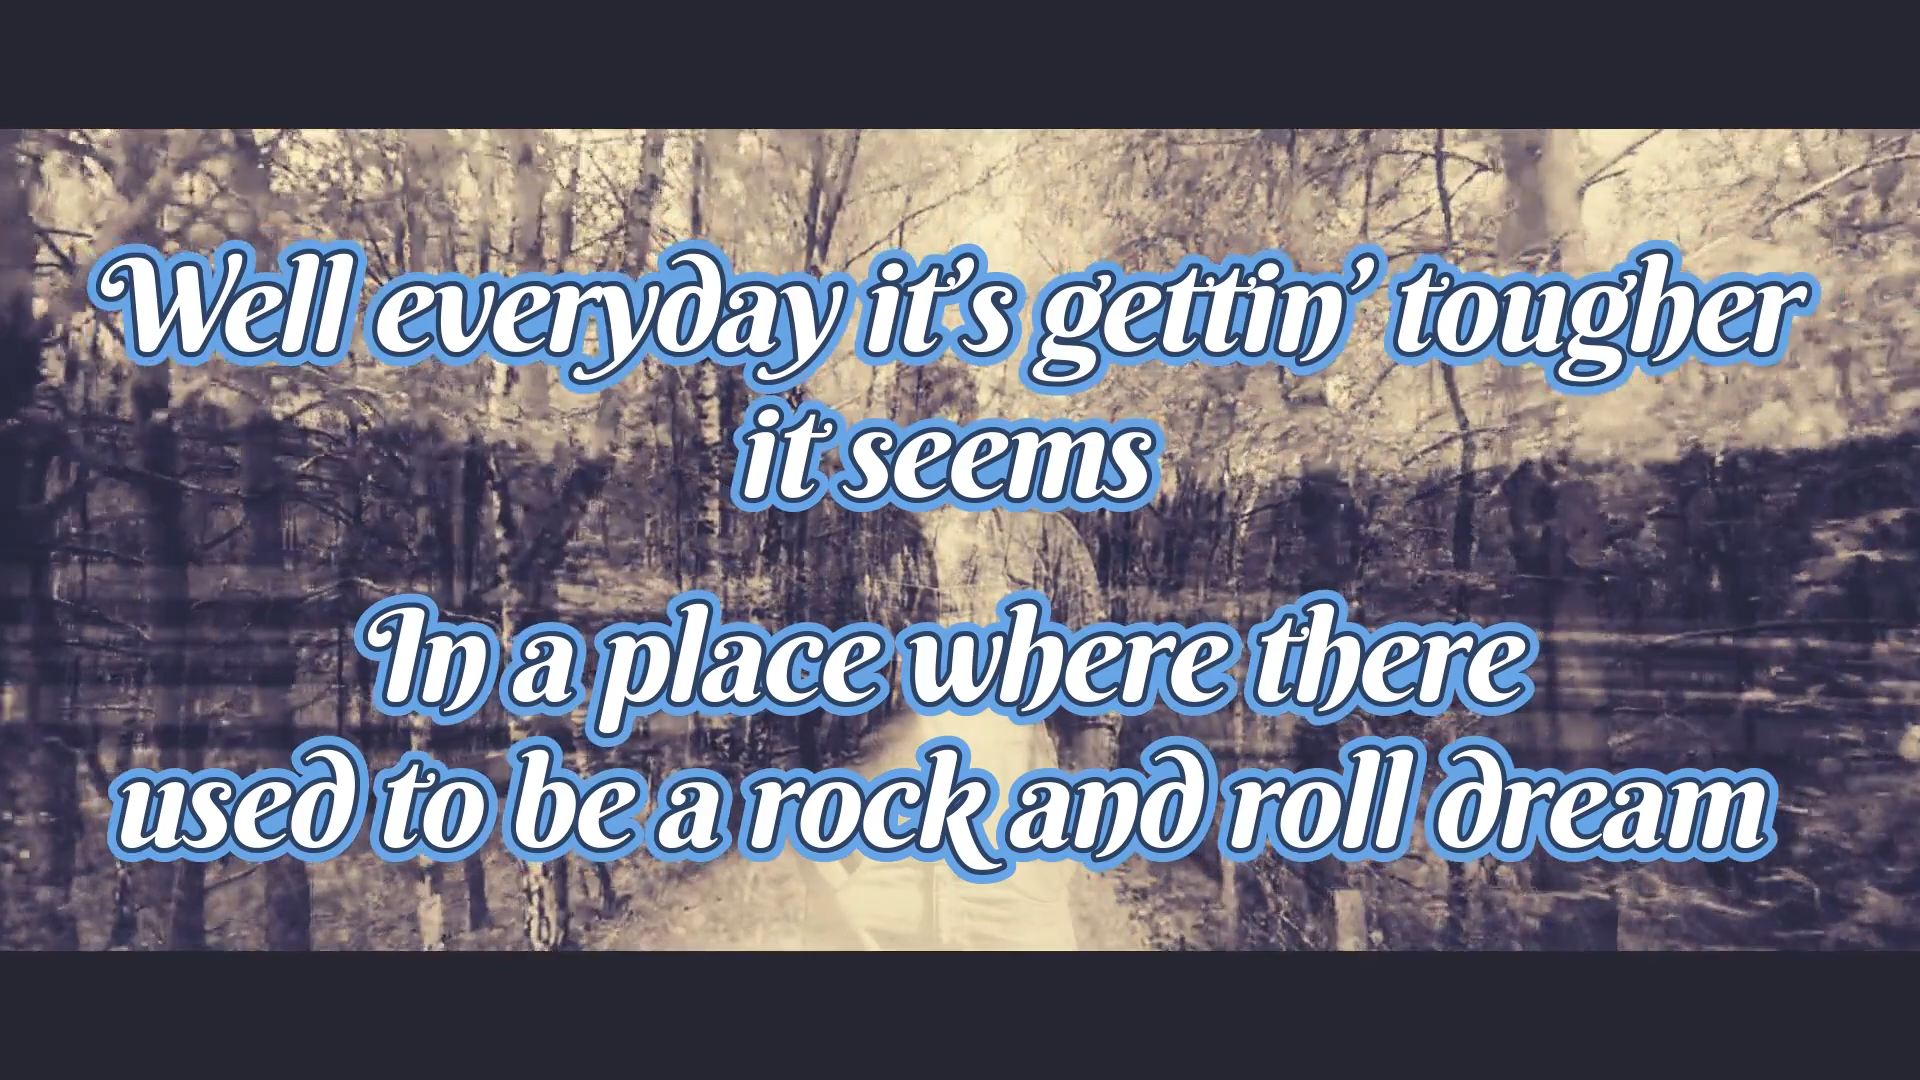 Well everyday it's gettin' tougher
it seems
In a place where there
used to be a rock and roll dream